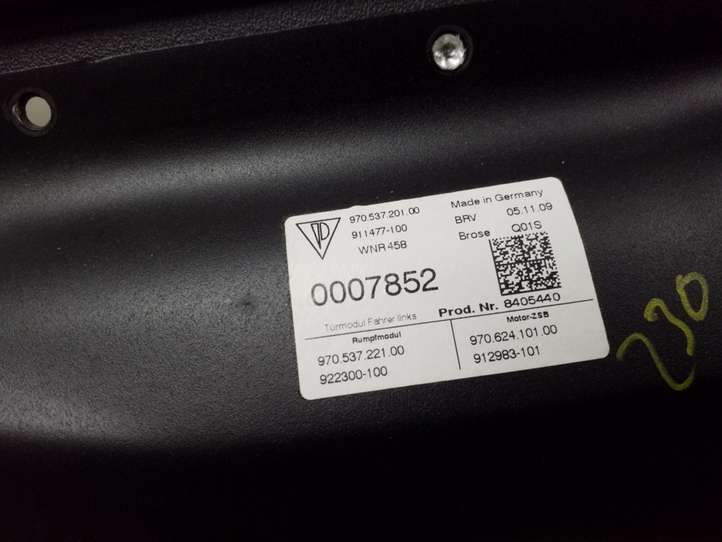 970.537.201.00
911477-100
WNR 458
Made in Germany
BRV 05.11.09
Brose Q01S
0007852
Prod. Nr. 8405440
Türmodul Fahrer links
Rumpfmodul
970.537.221.00
922300-100
Motor-ZSB
970.624.101.00
912983-101
230